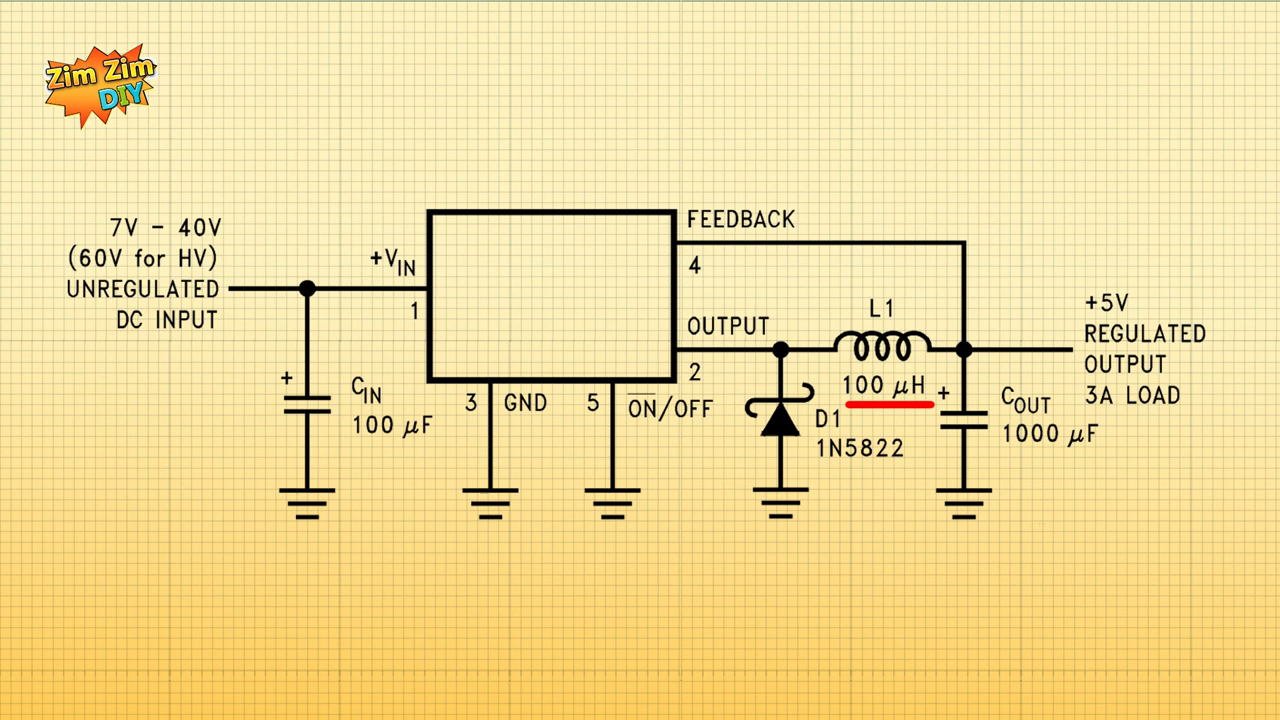 Zim Zim
DIY
7V - 40V
(60V for HV)
UNREGULATED
DC INPUT
+VIN
1
FEEDBACK
4
OUTPUT
2
L1
100 μH
+5V
REGULATED
OUTPUT
3A LOAD
+
CIN
100 μF
3 GND
5 ON/OFF
D1
1N5822
+
COUT
1000 μF